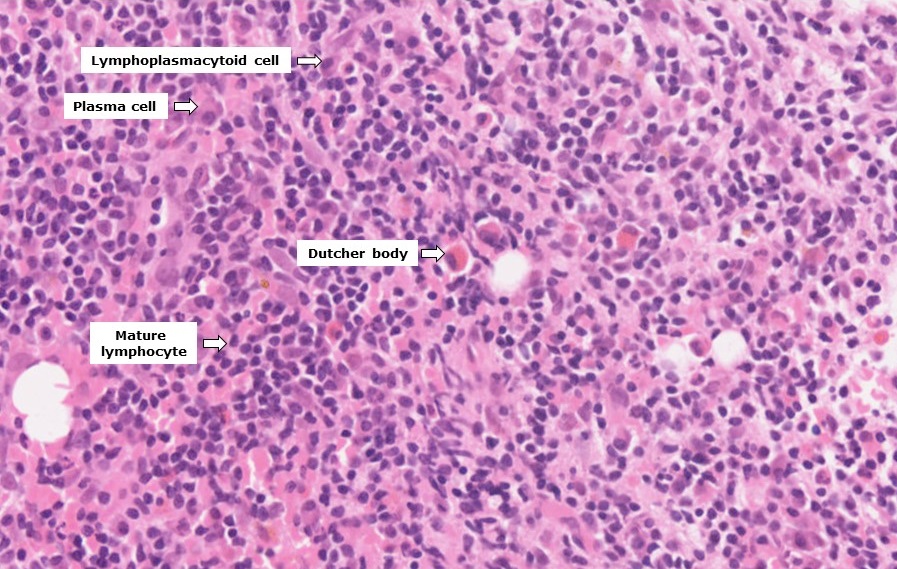 Lymphoplasmacytoid cell
Plasma cell
Dutcher body
Mature
lymphocyte